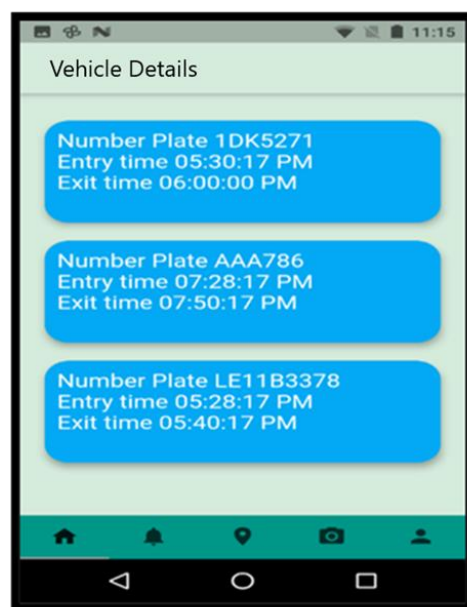 11:15
Vehicle Details
Number Plate 1DK5271
Entry time 05:30:17 PM
Exit time 06:00:00 PM
Number Plate AAA786
Entry time 07:28:17 PM
Exit time 07:50:17 PM
Number Plate LE11B3378
Entry time 05:28:17 PM
Exit time 05:40:17 PM